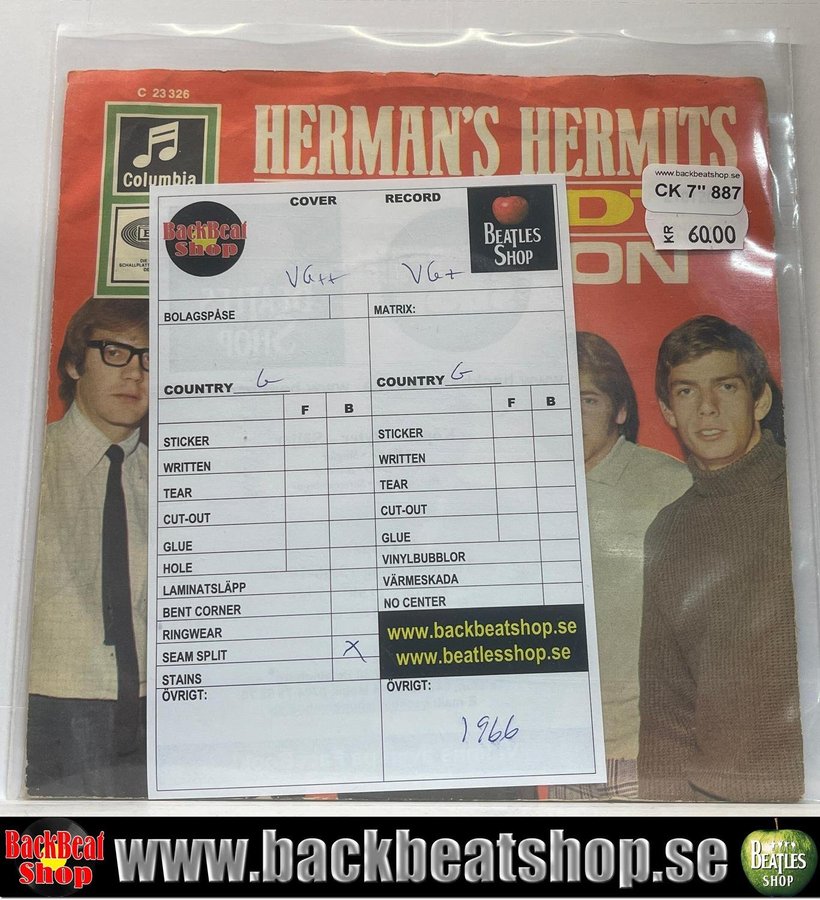 C 23 326
HERMAN'S HERMITS
Columbia
www.backbeatshop.se
CK 7" 887
KR 60.00
ON
BackBeat
Shop
COVER
RECORD
BEATLES
SHOP
VG++
VG+
BOLAGSPÅSE
MATRIX:
COUNTRY G
COUNTRY G
F B
F B
STICKER
STICKER
WRITTEN
WRITTEN
TEAR
TEAR
CUT-OUT
CUT-OUT
GLUE
GLUE
HOLE
VINYLBUBBLOR
LAMINATSLÄPP
VÄRMESKADA
BENT CORNER
NO CENTER
RINGWEAR
SEAM SPLIT X
STAINS
www.backbeatshop.se
www.beatlesshop.se
ÖVRIGT:
ÖVRIGT:
1966
BackBeat
Shop
www.backbeatshop.se
BEATLES
SHOP